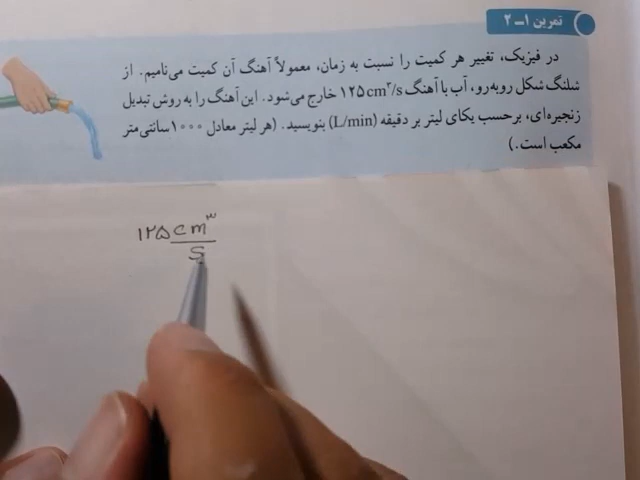 تمرین ۱ـ۲
در فیزیک، تغییر هر کمیت را نسبت به زمان، معمولاً آهنگ آن کمیت می‌نامیم. از
شلنگ شکل روبه‌رو، آب با آهنگ ۱۲۵cm³/s خارج می‌شود. این آهنگ را به روش تبدیل
زنجیره‌ای، برحسب یکای لیتر بر دقیقه (L/min) بنویسید. (هر لیتر معادل ۱۰۰۰ سانتی‌متر
مکعب است.)
۱۲۵ cm³
s